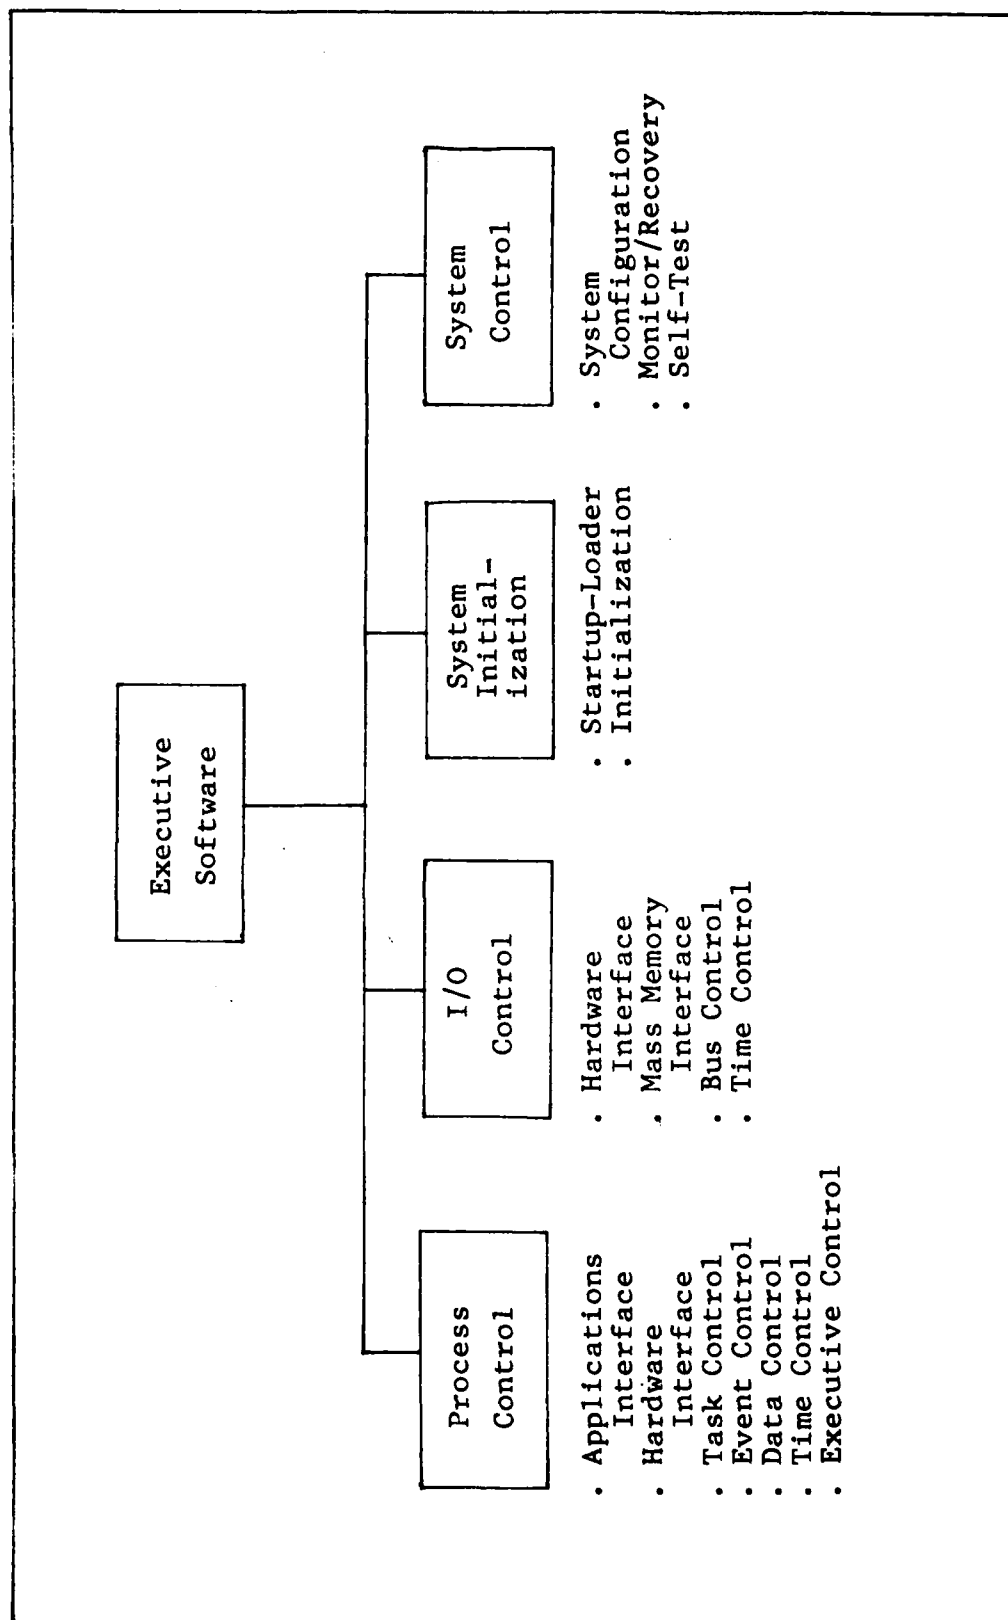 Executive
Software
Process
Control
. Applications
Interface
. Hardware
Interface
. Task Control
. Event Control
. Data Control
. Time Control
. Executive Control
I/O
Control
. Hardware
Interface
. Mass Memory
Interface
. Bus Control
. Time Control
System
Initial-
ization
. Startup-Loader
. Initialization
System
Control
. System
Configuration
. Monitor/Recovery
. Self-Test